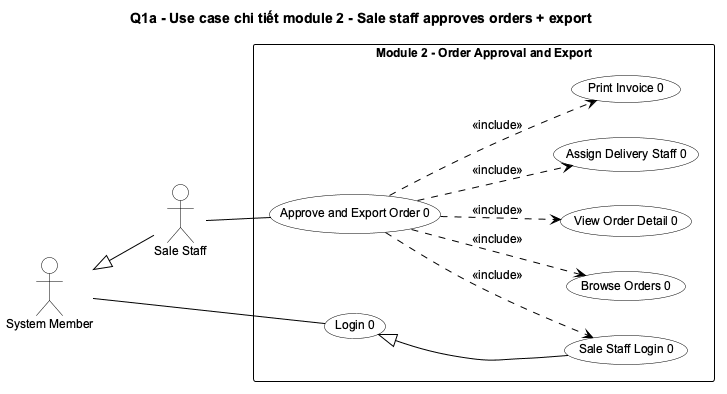 Q1a - Use case chi tiết module 2 - Sale staff approves orders + export
Module 2 - Order Approval and Export
Print Invoice 0
«include»
Assign Delivery Staff 0
«include»
Approve and Export Order 0
«include»
View Order Detail 0
«include»
Sale Staff
«include»
Browse Orders 0
System Member
Login 0
Sale Staff Login 0